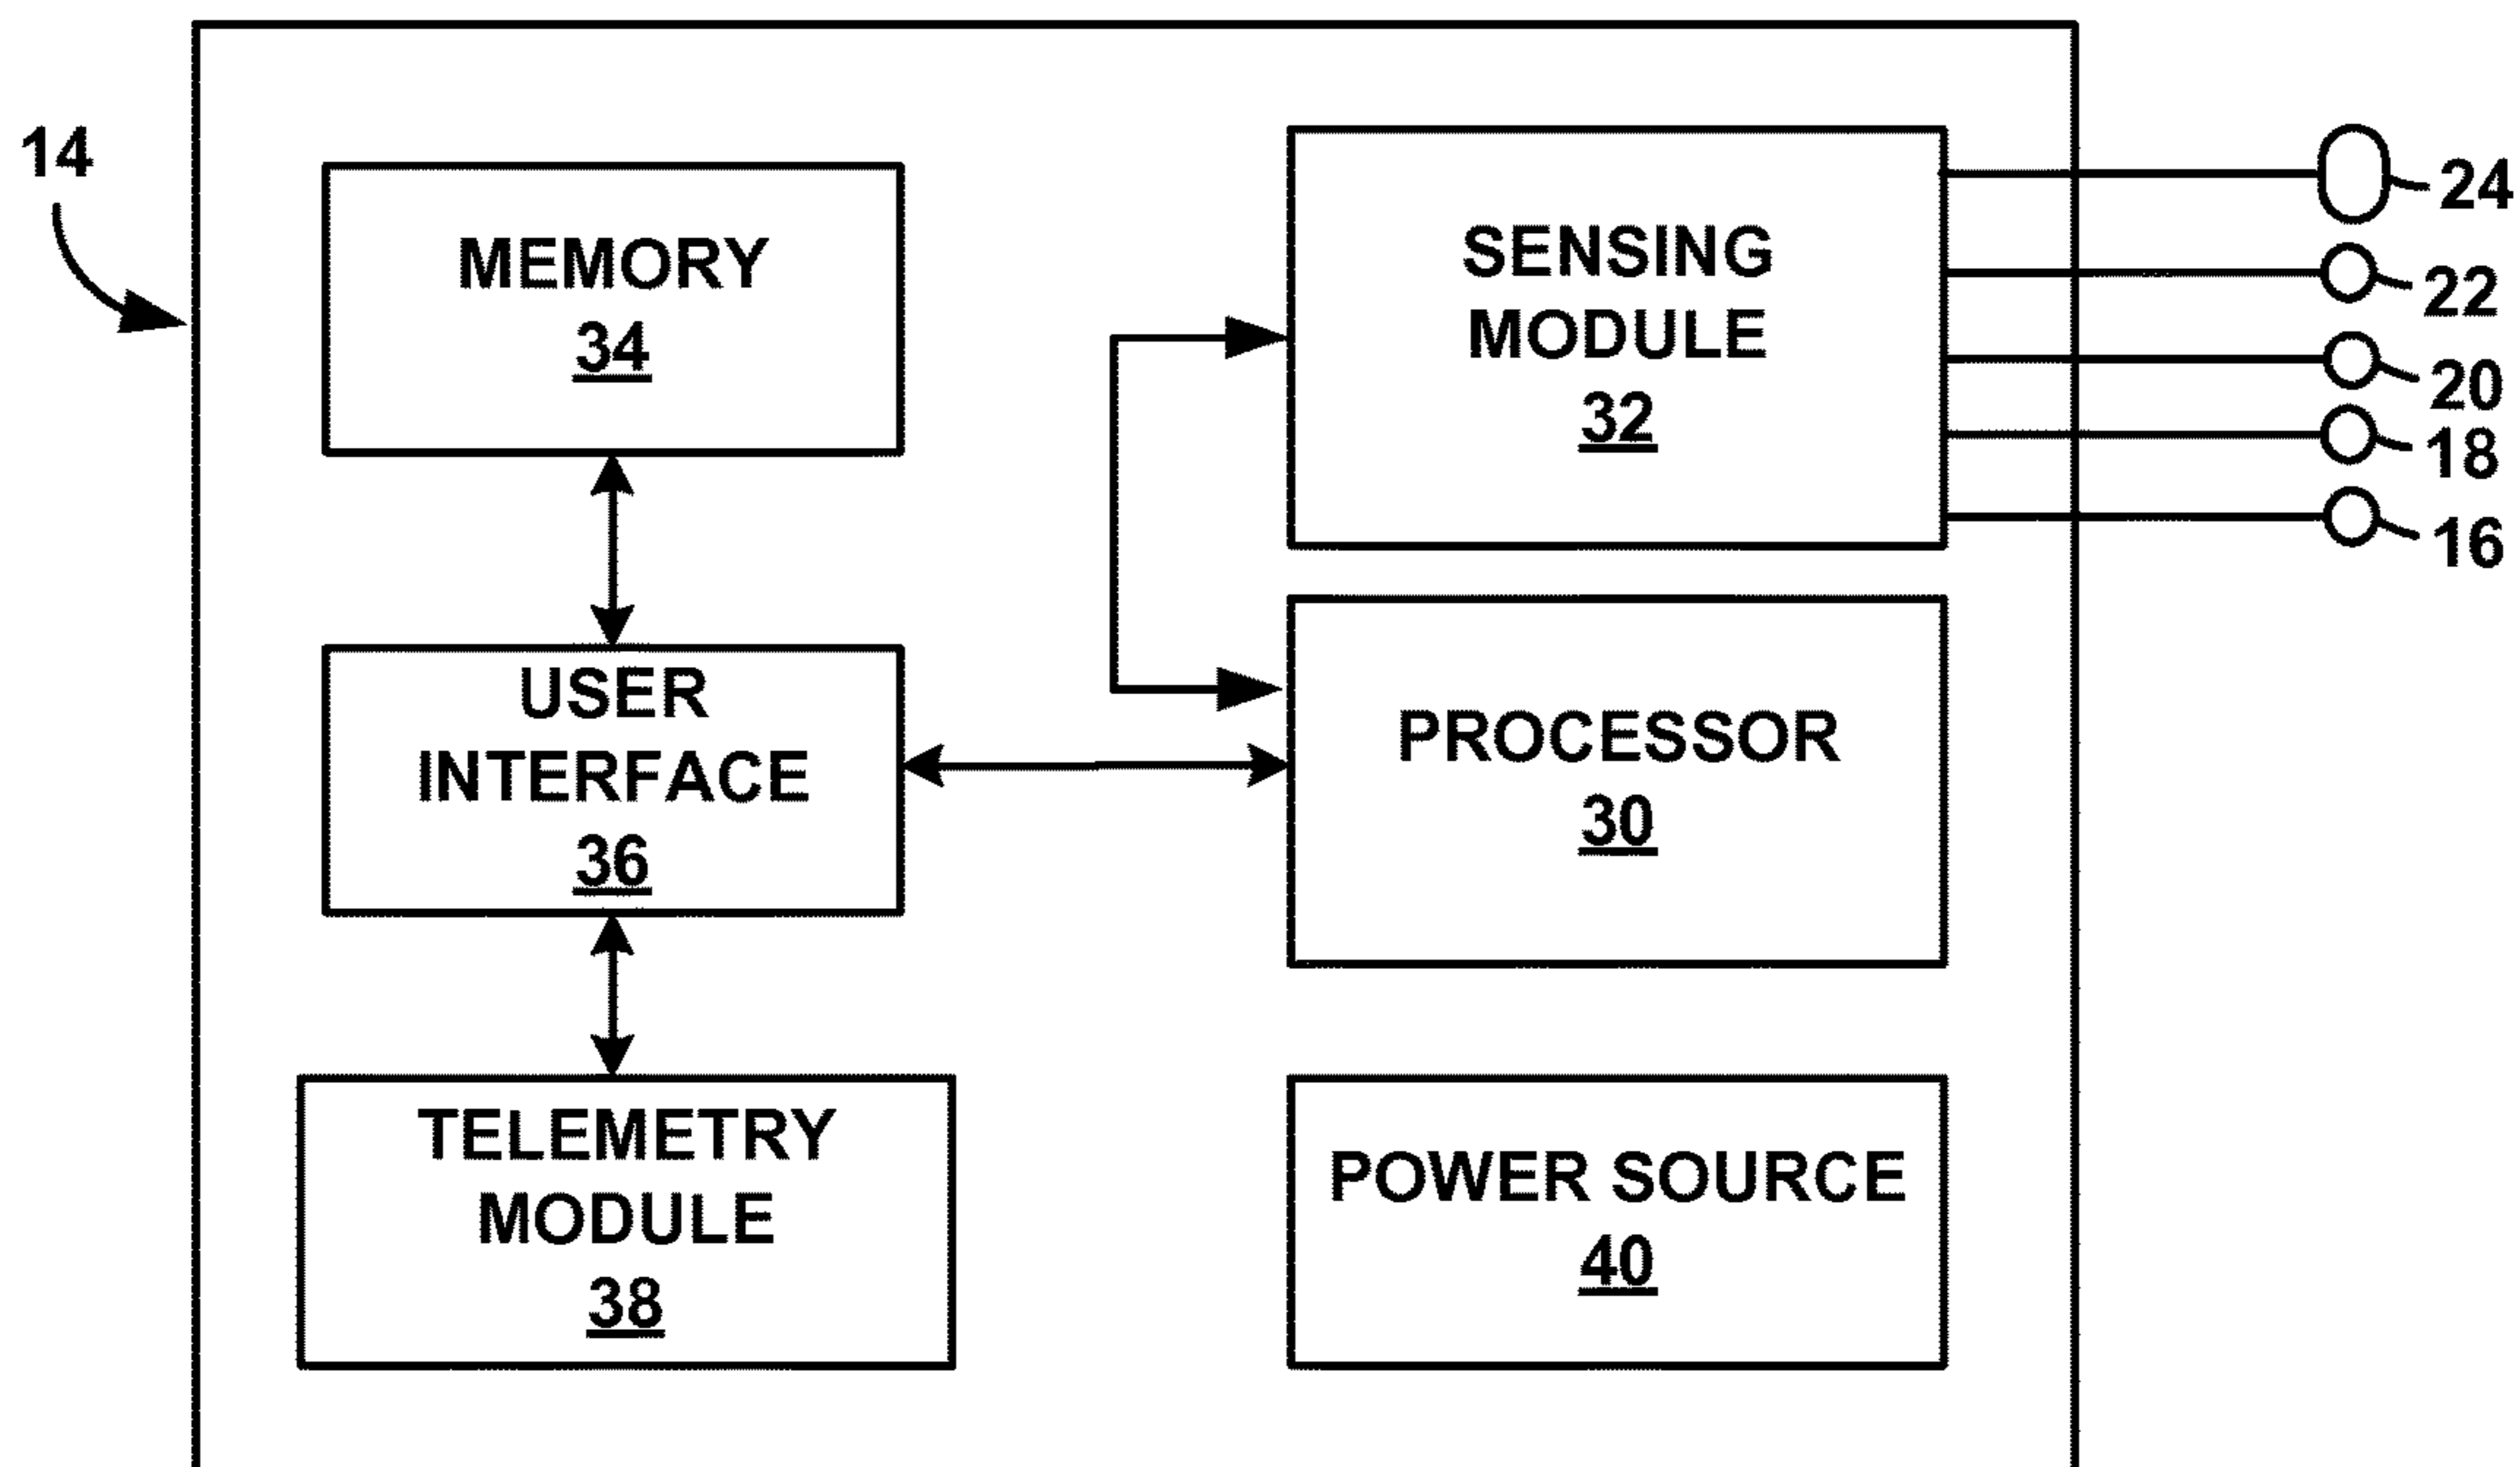 14
MEMORY
34
SENSING
MODULE
32
24
22
20
18
16
USER
INTERFACE
36
PROCESSOR
30
TELEMETRY
MODULE
38
POWER SOURCE
40